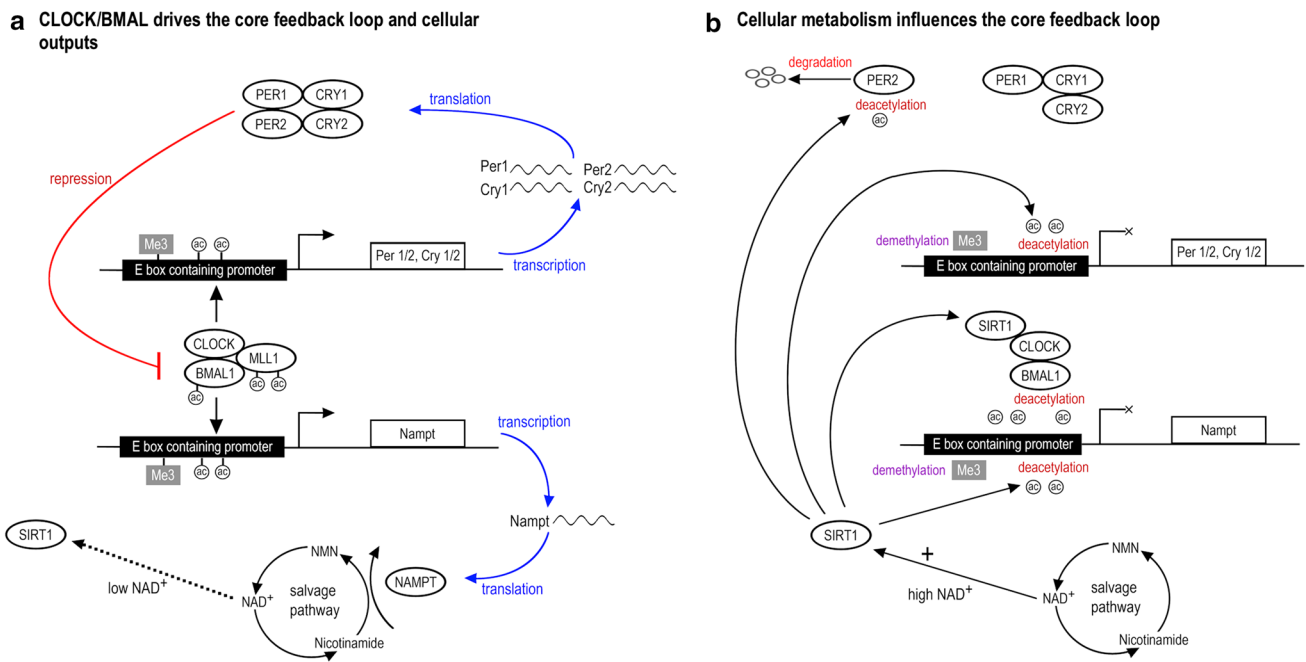 a CLOCK/BMAL drives the core feedback loop and cellular
outputs
PER1 CRY1
PER2 CRY2
translation
repression
Per1 Per2
Cry1 Cry2
Me3 ac ac
E box containing promoter
Per 1/2, Cry 1/2
transcription
CLOCK
MLL1
BMAL1
ac ac
ac
transcription
Nampt
E box containing promoter
Me3 ac ac
Nampt
SIRT1
NMN
NAMPT
translation
low NAD+
NAD+
salvage
pathway
Nicotinamide
b Cellular metabolism influences the core feedback loop
degradation
PER2
deacetylation
ac
PER1 CRY1
CRY2
ac ac
demethylation Me3 deacetylation
E box containing promoter
Per 1/2, Cry 1/2
SIRT1
CLOCK
BMAL1
deacetylation
ac ac ac
E box containing promoter
Nampt
demethylation Me3 deacetylation
ac ac
SIRT1
+
high NAD+
NMN
NAD+
salvage
pathway
Nicotinamide